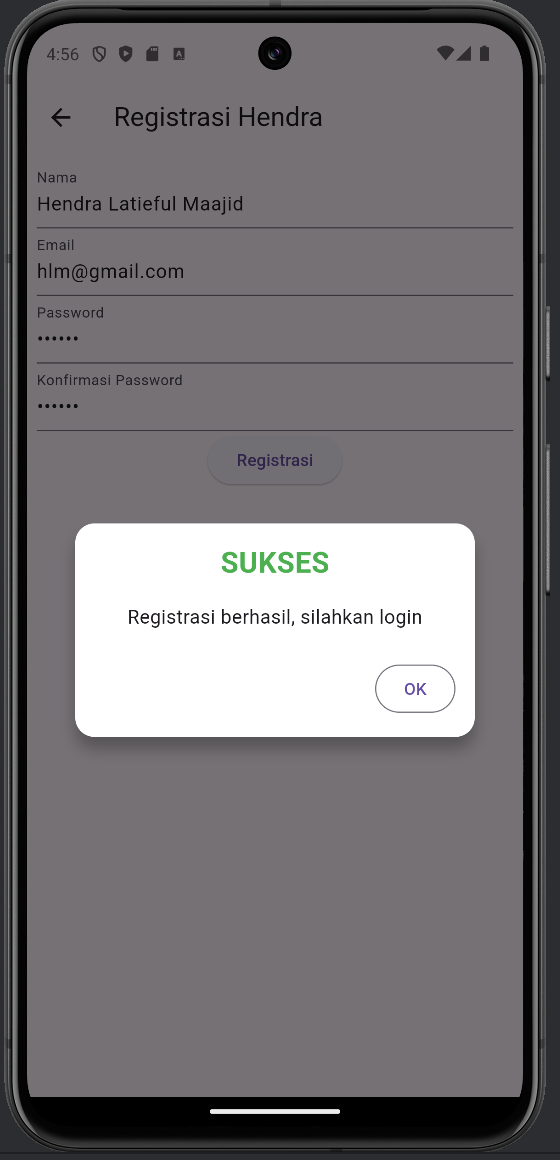 4:56
Registrasi Hendra
Nama
Hendra Latieful Maajid
Email
hlm@gmail.com
Password
••••••
Konfirmasi Password
••••••
Registrasi
SUKSES
Registrasi berhasil, silahkan login
OK